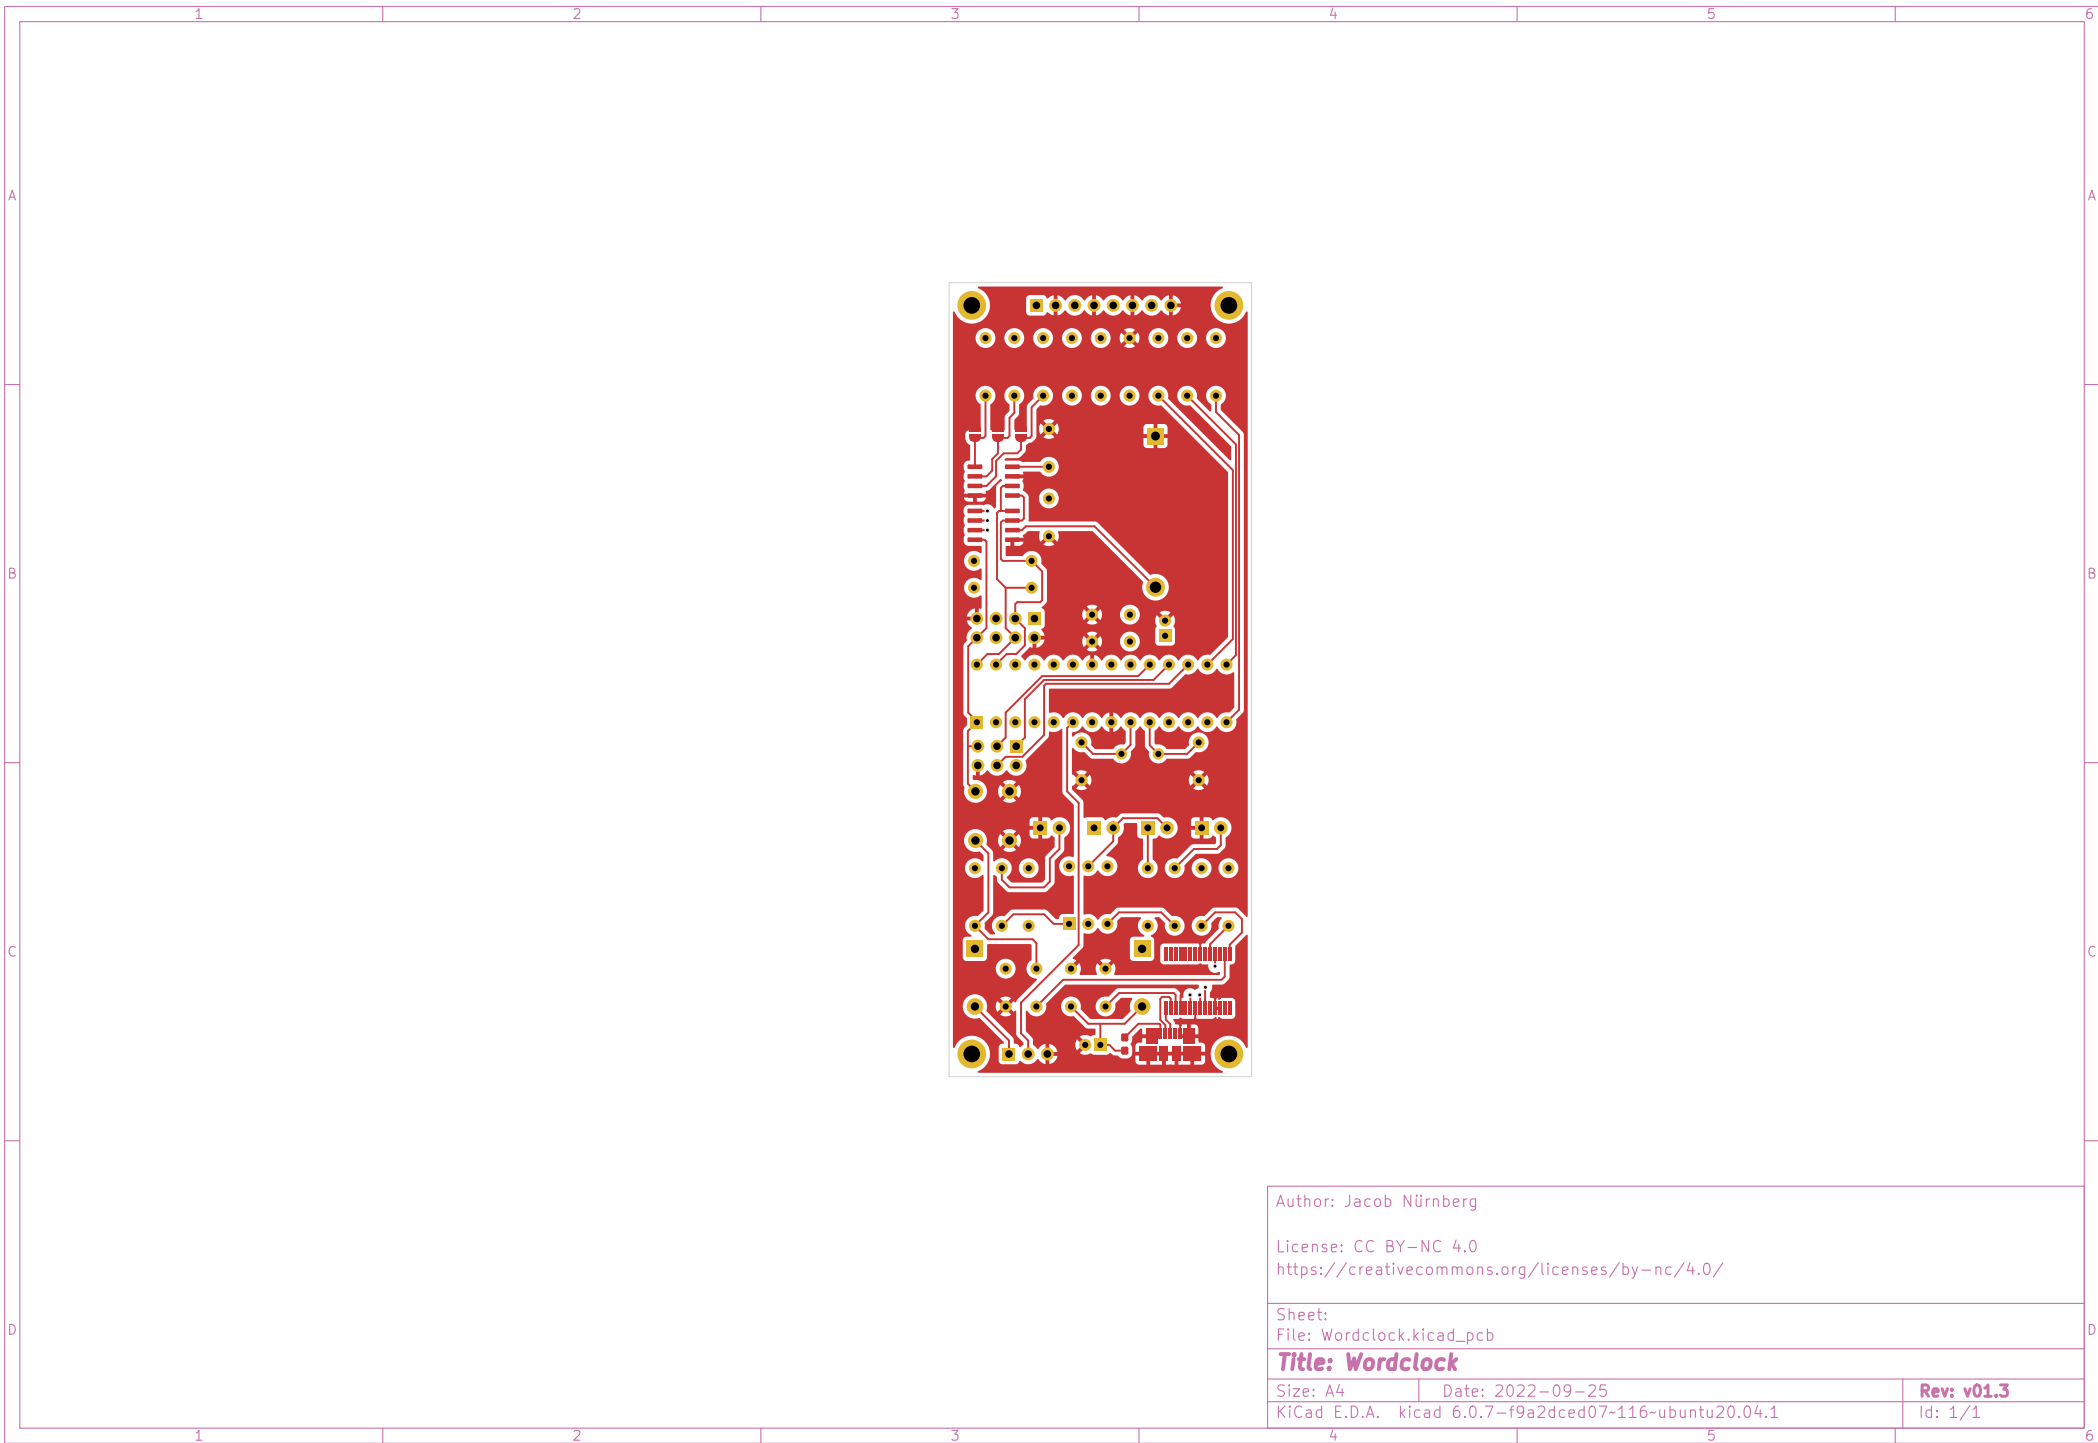 1 2 3 4 5 6
A A
B B
C C
D D
Author: Jacob Nürnberg
License: CC BY-NC 4.0
https://creativecommons.org/licenses/by-nc/4.0/
Sheet:
File: Wordclock.kicad_pcb
Title: Wordclock
Size: A4 Date: 2022-09-25 Rev: v01.3
KiCad E.D.A. kicad 6.0.7-f9a2dced07~116~ubuntu20.04.1 Id: 1/1
1 2 3 4 5 6